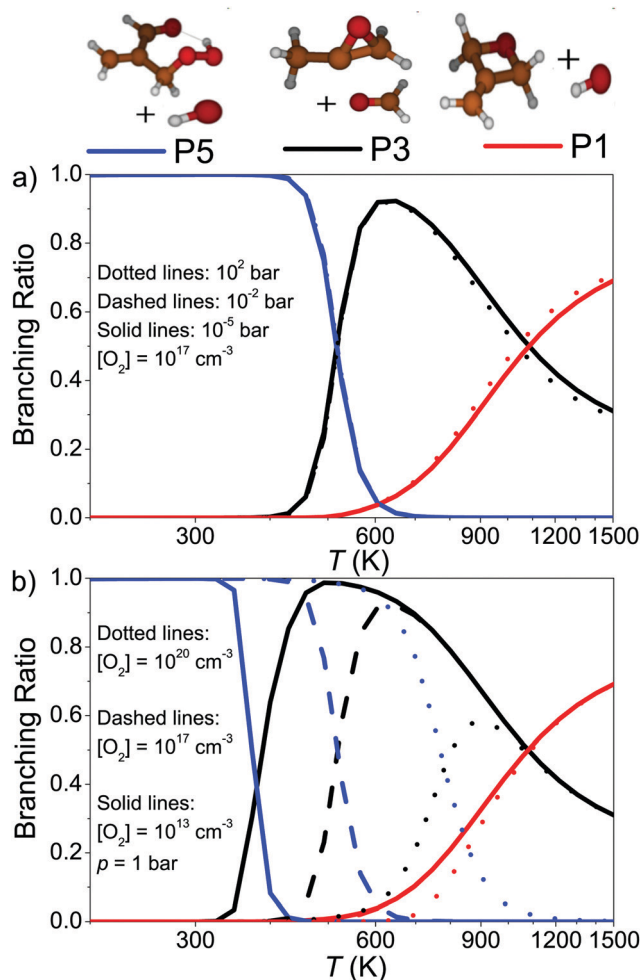 + + +
P5 P3 P1
a)
1.0
0.8
0.6
0.4
0.2
0.0
Branching Ratio
Dotted lines: 10² bar
Dashed lines: 10⁻² bar
Solid lines: 10⁻⁵ bar
[O₂] = 10¹⁷ cm⁻³
300 600 900 1200 1500
T (K)
b)
1.0
0.8
0.6
0.4
0.2
0.0
Branching Ratio
Dotted lines:
[O₂] = 10²⁰ cm⁻³
Dashed lines:
[O₂] = 10¹⁷ cm⁻³
Solid lines:
[O₂] = 10¹³ cm⁻³
p = 1 bar
300 600 900 1200 1500
T (K)